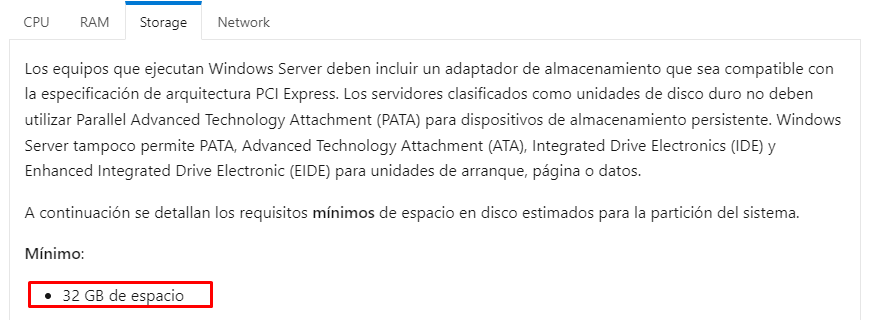 CPU RAM Storage Network
Los equipos que ejecutan Windows Server deben incluir un adaptador de almacenamiento que sea compatible con
la especificación de arquitectura PCI Express. Los servidores clasificados como unidades de disco duro no deben
utilizar Parallel Advanced Technology Attachment (PATA) para dispositivos de almacenamiento persistente. Windows
Server tampoco permite PATA, Advanced Technology Attachment (ATA), Integrated Drive Electronics (IDE) y
Enhanced Integrated Drive Electronic (EIDE) para unidades de arranque, página o datos.
A continuación se detallan los requisitos mínimos de espacio en disco estimados para la partición del sistema.
Mínimo:
• 32 GB de espacio